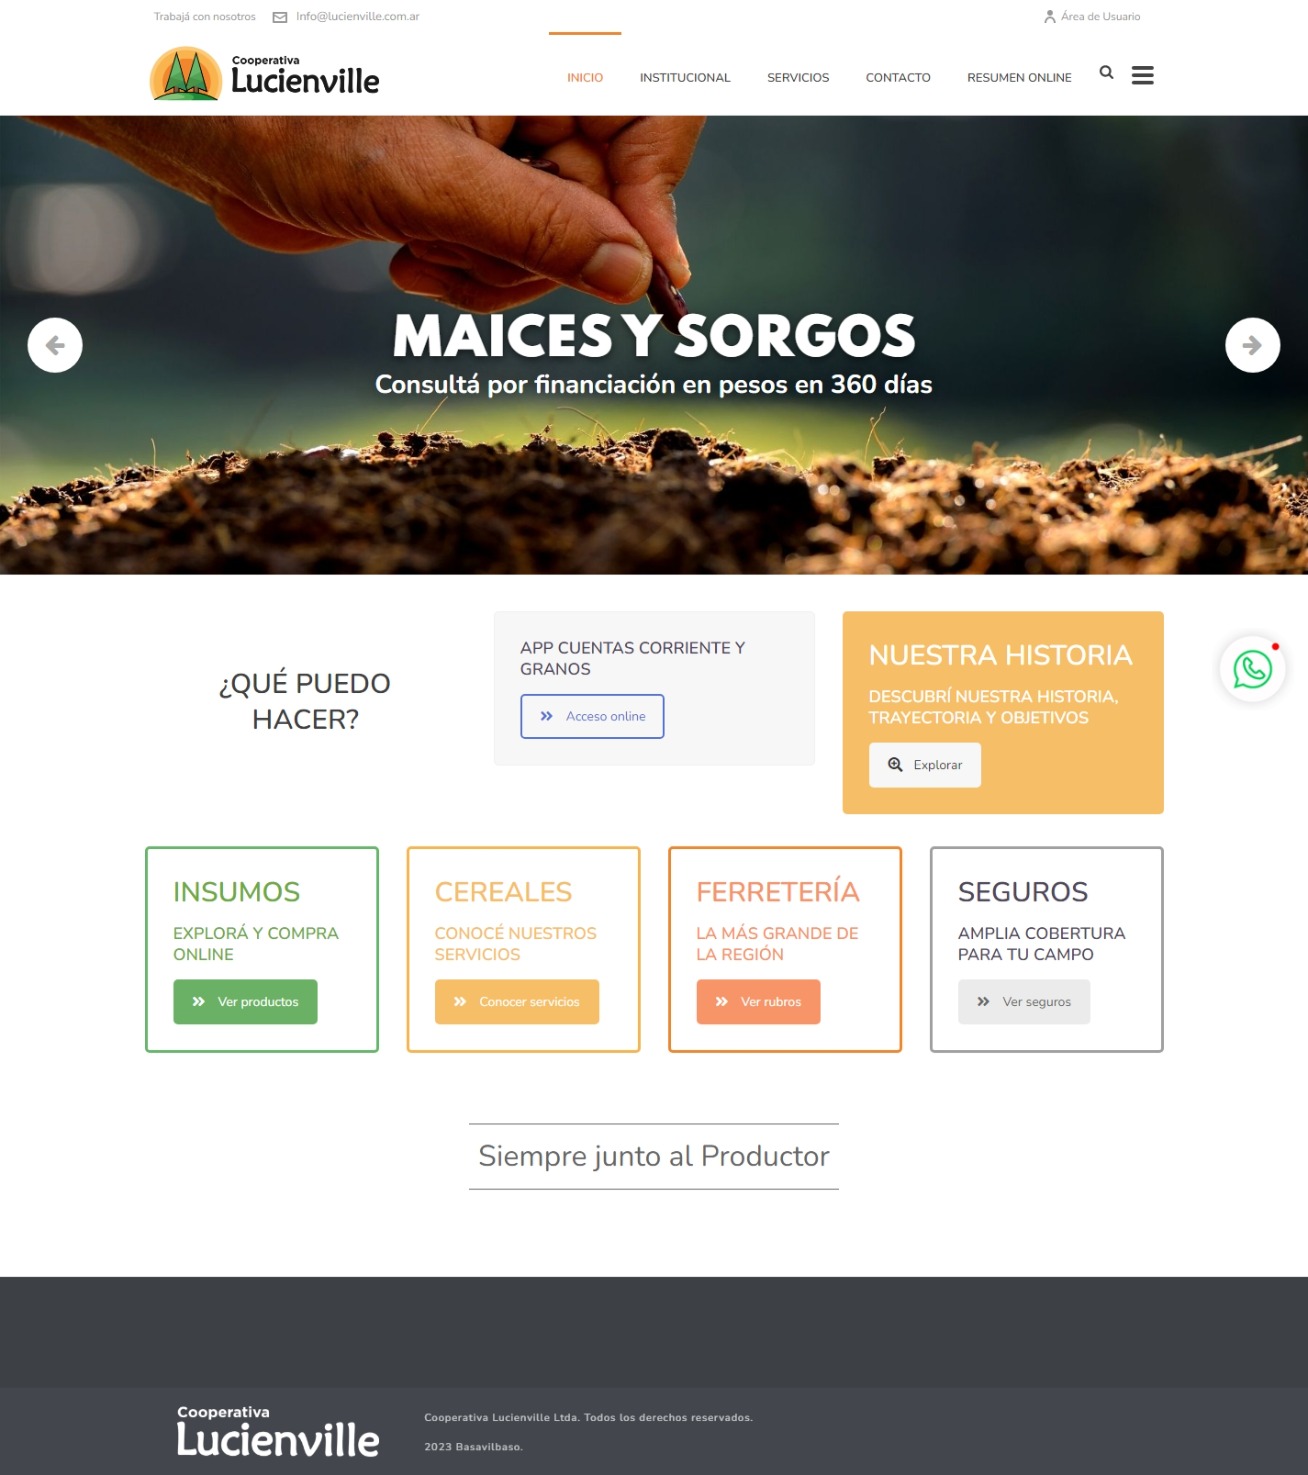 Trabajá con nosotros
Info@lucienville.com.ar
Área de Usuario
Cooperativa
Lucienville
INICIO
INSTITUCIONAL
SERVICIOS
CONTACTO
RESUMEN ONLINE
MAICES Y SORGOS
Consultá por financiación en pesos en 360 días
¿QUÉ PUEDO
HACER?
APP CUENTAS CORRIENTE Y
GRANOS
Acceso online
NUESTRA HISTORIA
DESCUBRÍ NUESTRA HISTORIA,
TRAYECTORIA Y OBJETIVOS
Explorar
INSUMOS
EXPLORÁ Y COMPRA
ONLINE
Ver productos
CEREALES
CONOCÉ NUESTROS
SERVICIOS
Conocer servicios
FERRETERÍA
LA MÁS GRANDE DE
LA REGIÓN
Ver rubros
SEGUROS
AMPLIA COBERTURA
PARA TU CAMPO
Ver seguros
Siempre junto al Productor
Cooperativa
Lucienville
Cooperativa Lucienville Ltda. Todos los derechos reservados.
2023 Basavilbaso.